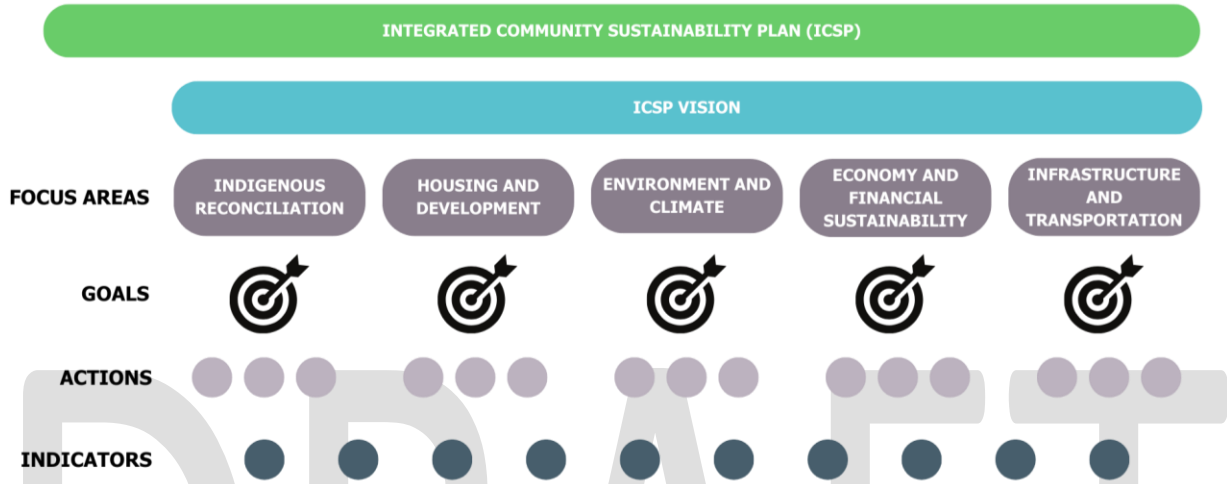 INTEGRATED COMMUNITY SUSTAINABILITY PLAN (ICSP)
ICSP VISION
FOCUS AREAS
INDIGENOUS
RECONCILIATION
HOUSING AND
DEVELOPMENT
ENVIRONMENT AND
CLIMATE
ECONOMY AND
FINANCIAL
SUSTAINABILITY
INFRASTRUCTURE
AND
TRANSPORTATION
GOALS
ACTIONS
INDICATORS
DRAFT